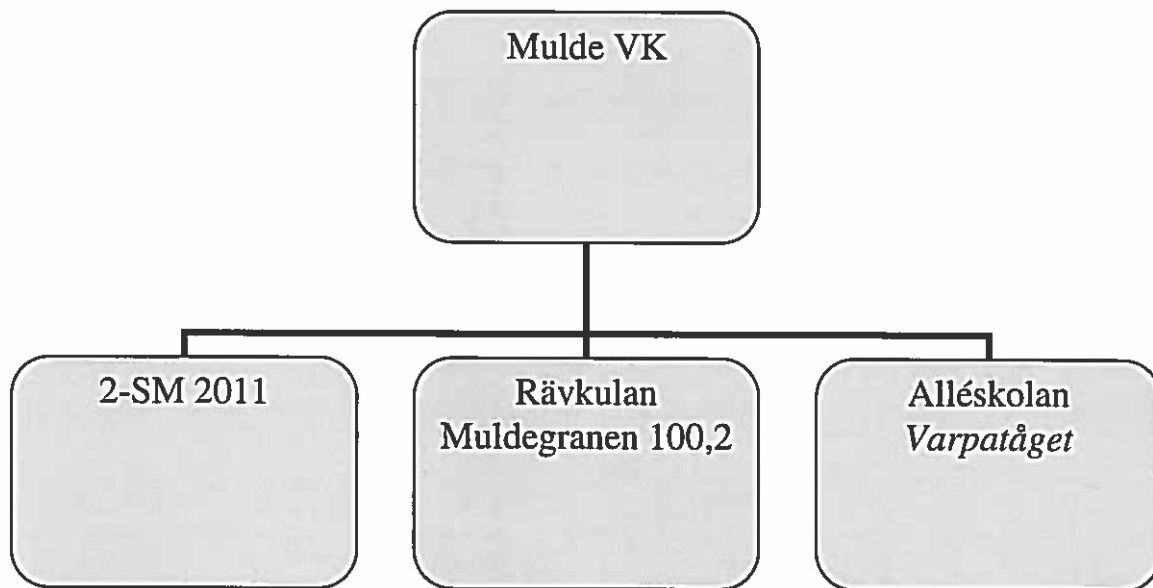 Mulde VK
2-SM 2011
Rävkulan
Muldegranen 100,2
Alléskolan
Varpatåget